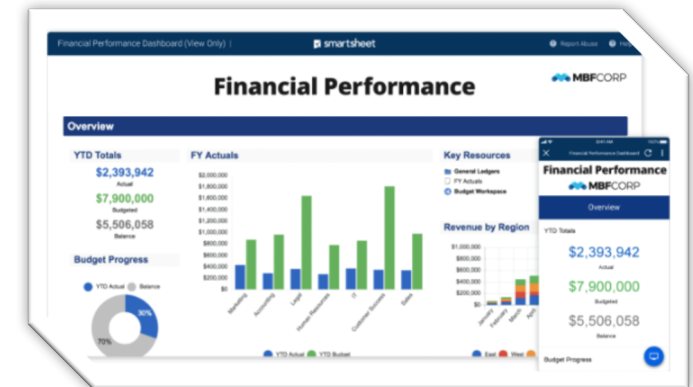 Financial Performance Dashboard (View Only) |
smartsheet
Report Abuse
Financial Performance
MBFCORP
Overview
YTD Totals
$2,393,942
Actual
$7,900,000
Budgeted
$5,506,058
Balance
Budget Progress
YTD Actual Balance
30%
70%
FY Actuals
$2,000,000
$1,800,000
$1,600,000
$1,400,000
$1,200,000
$1,000,000
$800,000
$600,000
$400,000
$200,000
$0
Marketing
Accounting
Legal
Human Resources
IT
Customer Success
Sales
YTD Actual YTD Budget
Key Resources
General Ledgers
FY Actuals
Budget Workspace
Revenue by Region
$1,000,000
$800,000
$600,000
$400,000
$200,000
$0
January
February
March
April
East West
Financial Performance Dashboard
Financial Performance
MBFCORP
Overview
YTD Totals
$2,393,942
Actual
$7,900,000
Budgeted
$5,506,058
Balance
Budget Progress